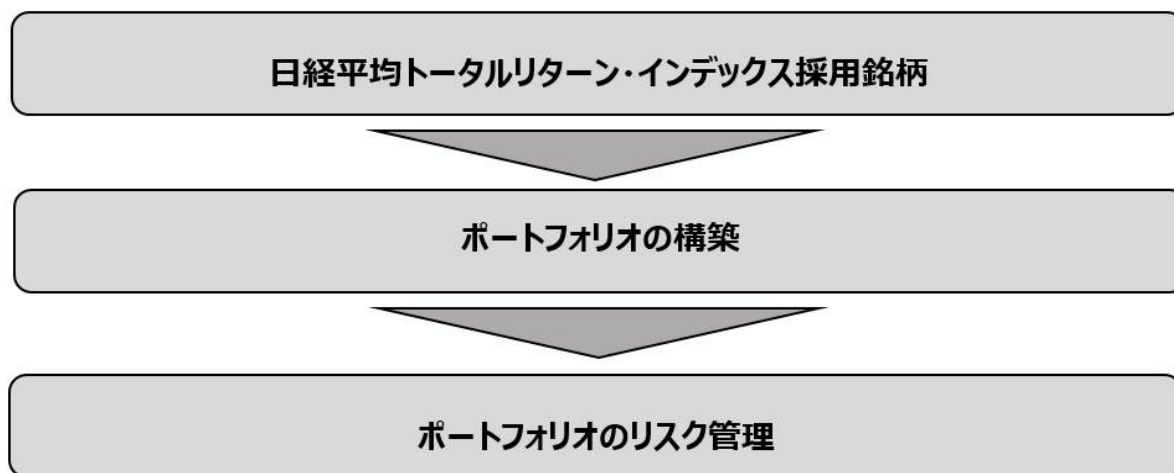 日経平均トータルリターン・インデックス採用銘柄
ポートフォリオの構築
ポートフォリオのリスク管理